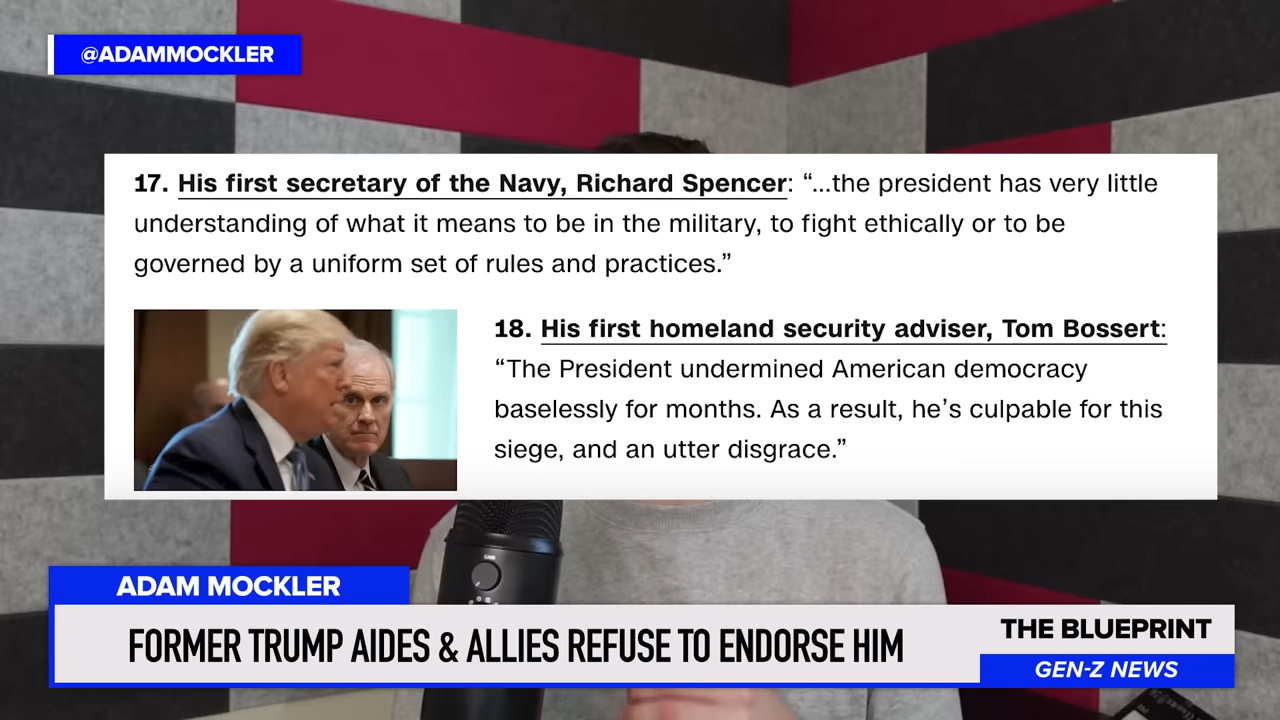 @ADAMMOCKLER
17. His first secretary of the Navy, Richard Spencer: “...the president has very little
understanding of what it means to be in the military, to fight ethically or to be
governed by a uniform set of rules and practices.”
18. His first homeland security adviser, Tom Bossert:
“The President undermined American democracy
baselessly for months. As a result, he’s culpable for this
siege, and an utter disgrace.”
ADAM MOCKLER
FORMER TRUMP AIDES & ALLIES REFUSE TO ENDORSE HIM
THE BLUEPRINT
GEN-Z NEWS